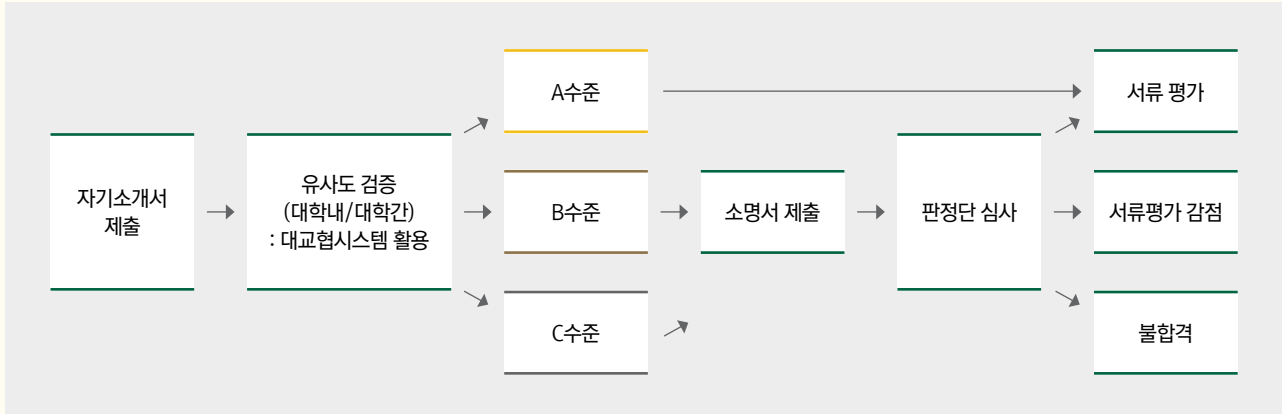 자기소개서
제출
유사도 검증
(대학내/대학간)
: 대교협시스템 활용
A수준
B수준
C수준
소명서 제출
판정단 심사
서류 평가
서류평가 감점
불합격